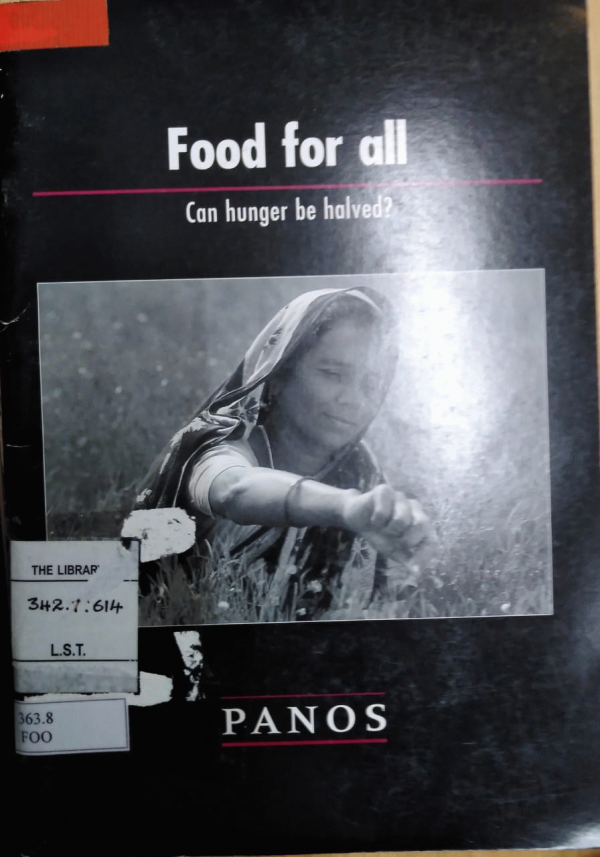 Food for all
Can hunger be halved?
THE LIBRAR
342.1:614
L.S.T.
363.8
FOO
PANOS